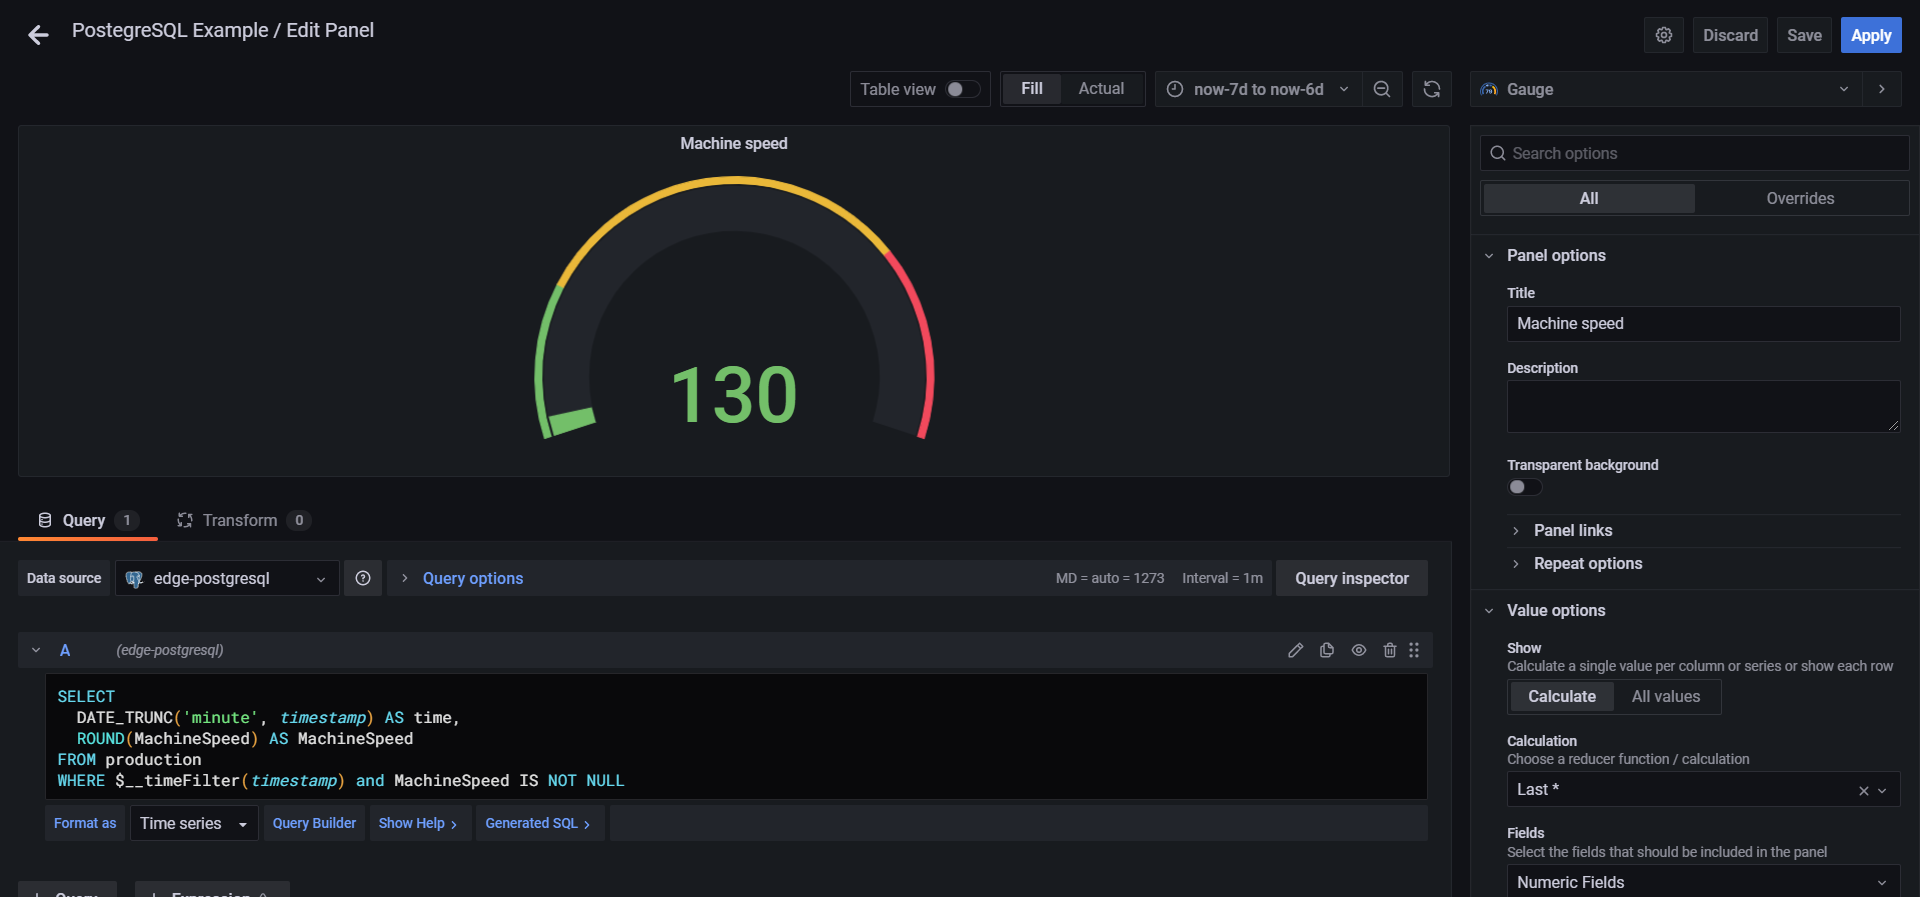 PostegreSQL Example / Edit Panel
Discard
Save
Apply
Table view
Fill
Actual
now-7d to now-6d
Gauge
Machine speed
130
Search options
All
Overrides
Panel options
Title
Machine speed
Description
Transparent background
Panel links
Repeat options
Value options
Show
Calculate a single value per column or series or show each row
Calculate
All values
Calculation
Choose a reducer function / calculation
Last *
Fields
Select the fields that should be included in the panel
Numeric Fields
Query 1
Transform 0
Data source
edge-postgresql
Query options
MD = auto = 1273
Interval = 1m
Query inspector
A
(edge-postgresql)
SELECT
DATE_TRUNC('minute', timestamp) AS time,
ROUND(MachineSpeed) AS MachineSpeed
FROM production
WHERE $__timeFilter(timestamp) and MachineSpeed IS NOT NULL
Format as
Time series
Query Builder
Show Help >
Generated SQL >
+ Query
+ Expression